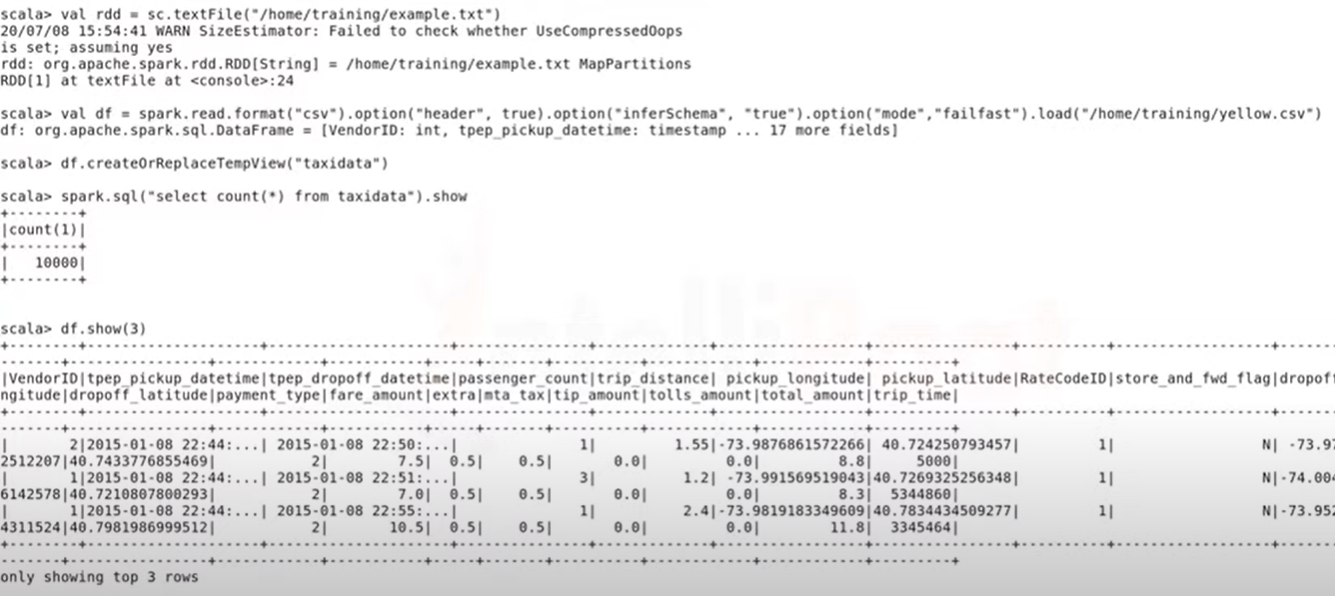 scala> val rdd = sc.textFile("/home/training/example.txt")
20/07/08 15:54:41 WARN SizeEstimator: Failed to check whether UseCompressedOops
is set; assuming yes
rdd: org.apache.spark.rdd.RDD[String] = /home/training/example.txt MapPartitions
RDD[1] at textFile at <console>:24
scala> val df = spark.read.format("csv").option("header", true).option("inferSchema", "true").option("mode","failfast").load("/home/training/yellow.csv")
df: org.apache.spark.sql.DataFrame = [VendorID: int, tpep_pickup_datetime: timestamp ... 17 more fields]
scala> df.createOrReplaceTempView("taxidata")
scala> spark.sql("select count(*) from taxidata").show
+--------+
|count(1)|
+--------+
|   10000|
+--------+
scala> df.show(3)
+--------+--------------------+---------------------+---------------+-------------+------------------+----------------+----------+------------------+-------
-------+----------------+------------+-----------+-----+-------+----------+------------+------------+---------+
|VendorID|tpep_pickup_datetime|tpep_dropoff_datetime|passenger_count|trip_distance| pickup_longitude| pickup_latitude|RateCodeID|store_and_fwd_flag|dropof
ngitude|dropoff_latitude|payment_type|fare_amount|extra|mta_tax|tip_amount|tolls_amount|total_amount|trip_time|
+--------+--------------------+---------------------+---------------+-------------+------------------+----------------+----------+------------------+-------
-------+----------------+------------+-----------+-----+-------+----------+------------+------------+---------+
|       2|2015-01-08 22:44:...| 2015-01-08 22:50:...|              1|         1.55|-73.9876861572266| 40.724250793457|         1|                 N| -73.97
2512207|40.7433776855469|           2|        7.5|  0.5|    0.5|       0.0|         0.0|         8.8|     5000|
|       1|2015-01-08 22:44:...| 2015-01-08 22:51:...|              3|          1.2| -73.991569519043|40.7269325256348|         1|                 N|-74.004
6142578|40.7210807800293|           2|        7.0|  0.5|    0.5|       0.0|         0.0|         8.3|  5344860|
|       1|2015-01-08 22:44:...| 2015-01-08 22:55:...|              1|          2.4|-73.9819183349609|40.7834434509277|         1|                 N|-73.952
4311524|40.7981986999512|           2|       10.5|  0.5|    0.5|       0.0|         0.0|        11.8|  3345464|
+--------+--------------------+---------------------+---------------+-------------+------------------+----------------+----------+------------------+-------
-------+----------------+------------+-----------+-----+-------+----------+------------+------------+---------+
only showing top 3 rows